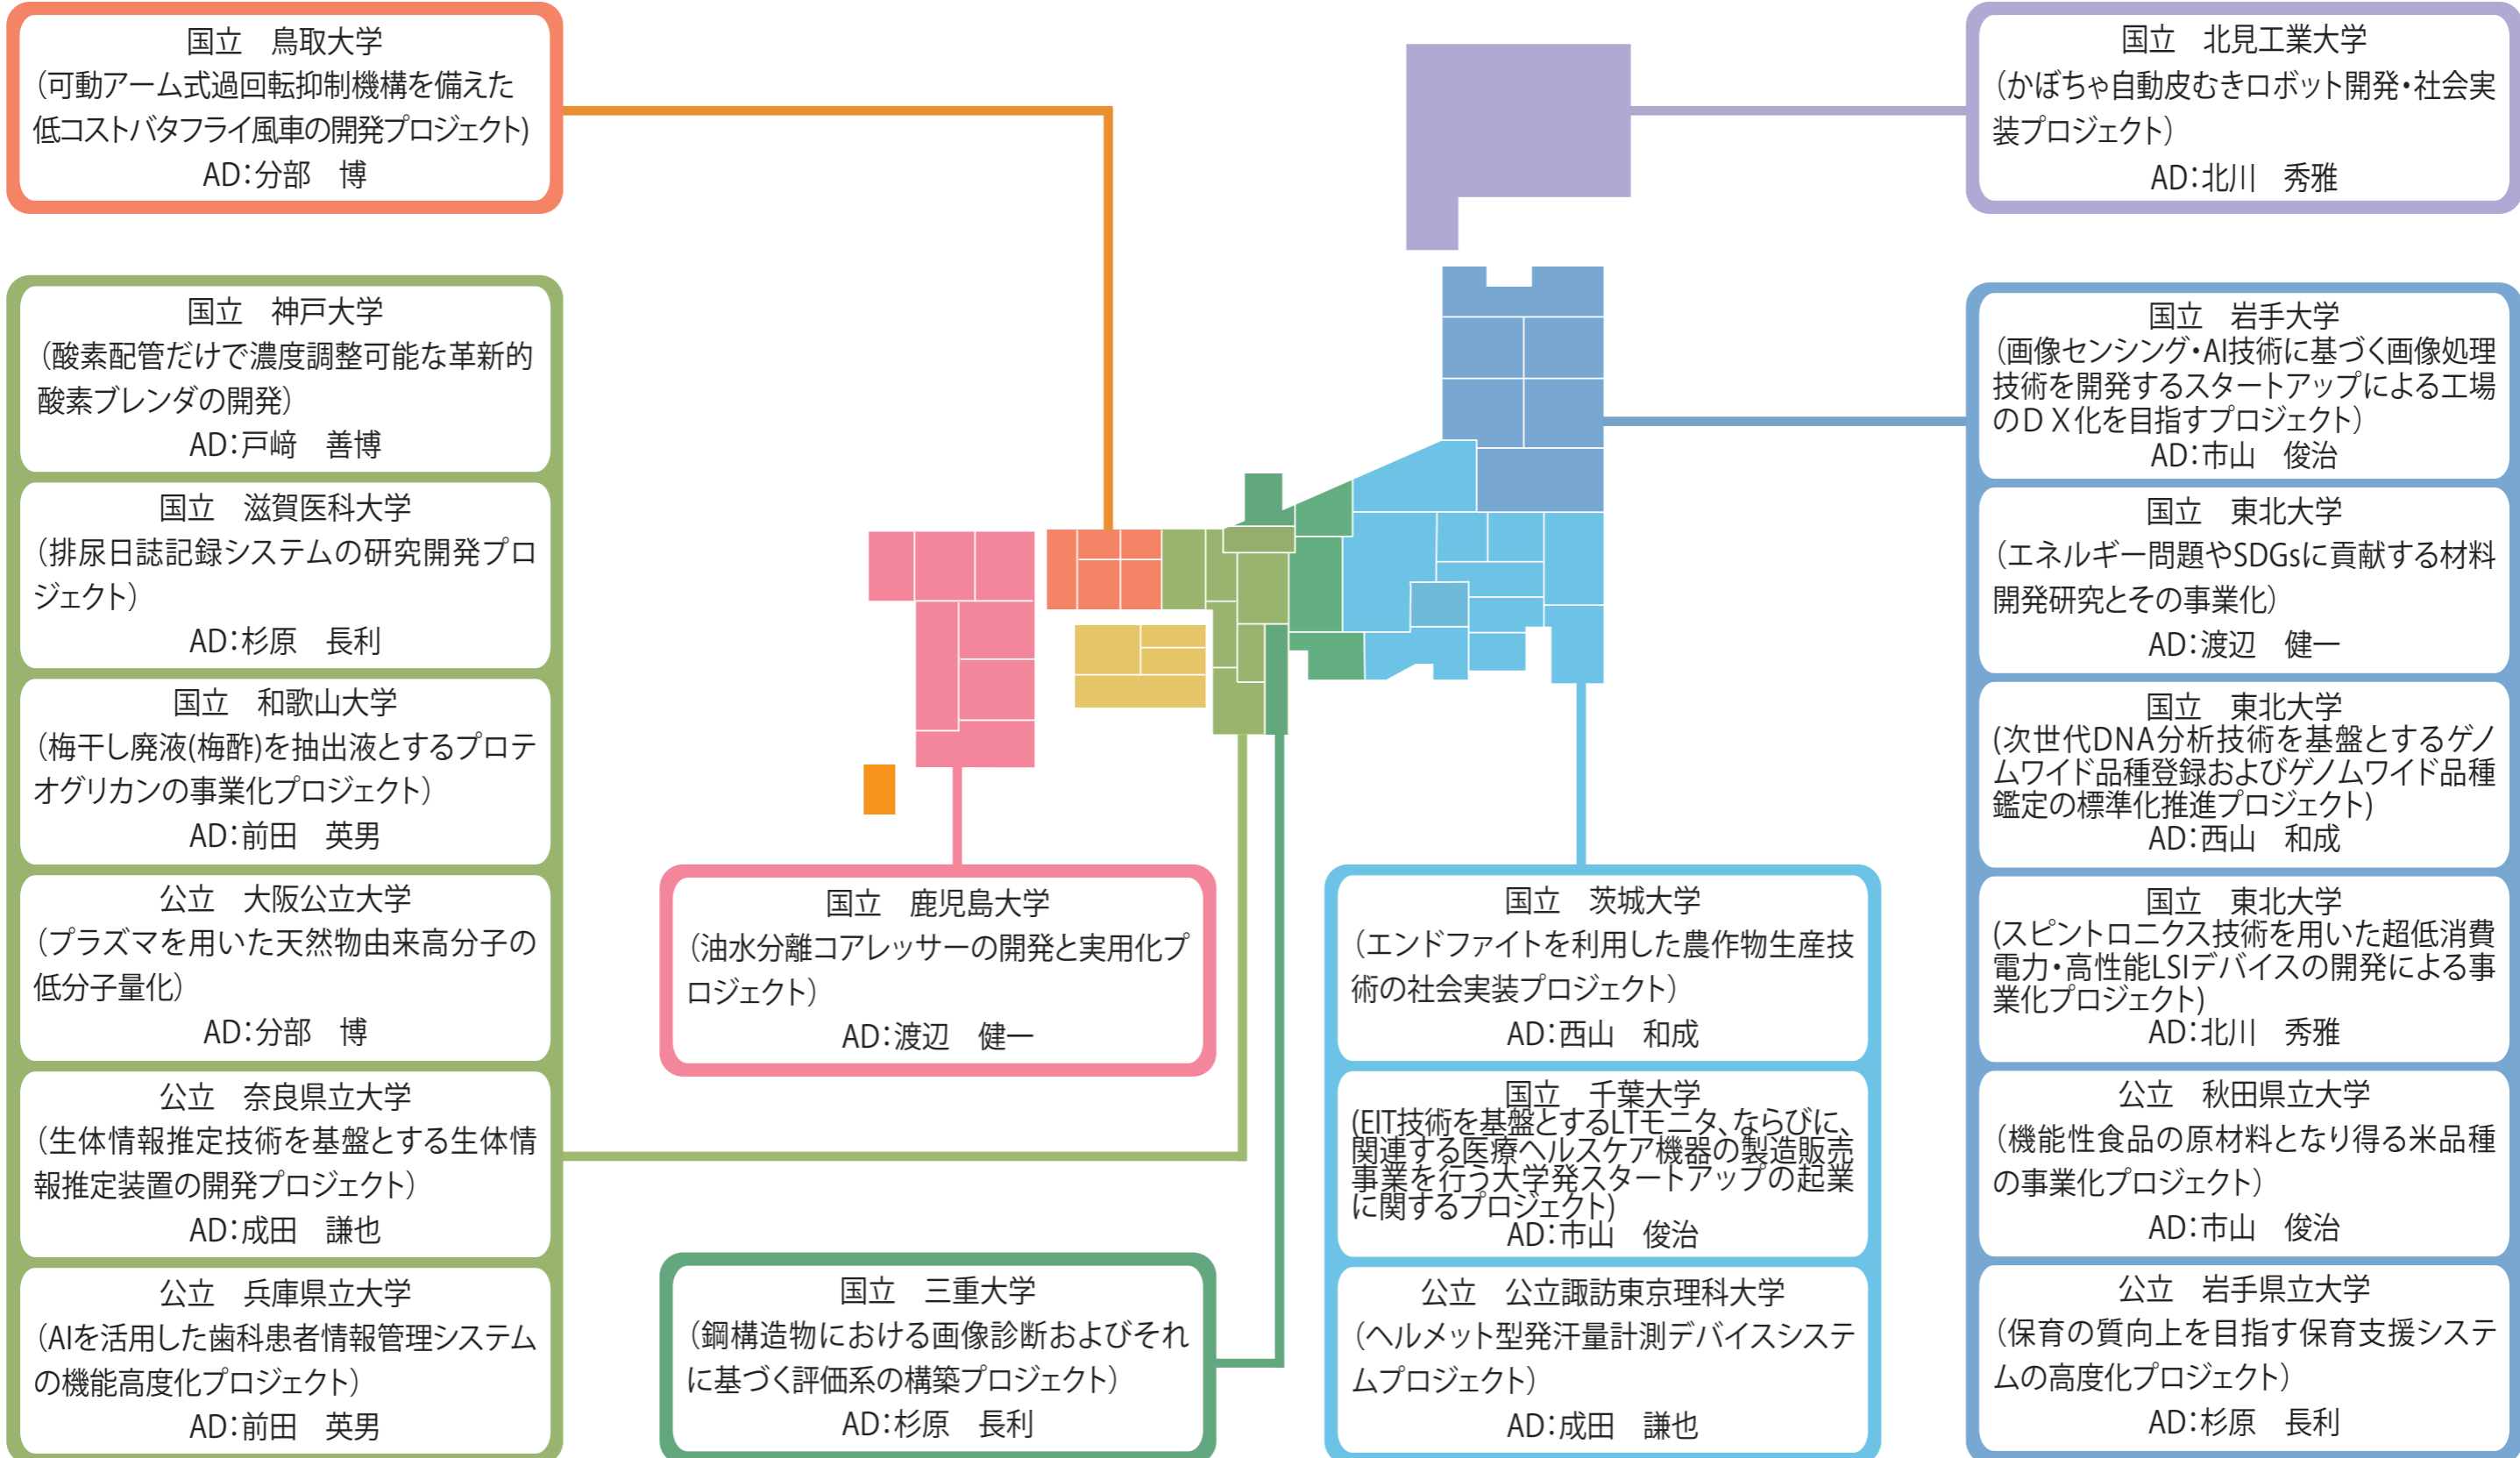 国立　鳥取大学
（可動アーム式過回転抑制機構を備えた
低コストバタフライ風車の開発プロジェクト)
AD：分部　博
国立　北見工業大学
（かぼちゃ自動皮むきロボット開発・社会実
装プロジェクト）
AD：北川　秀雅
国立　神戸大学
（酸素配管だけで濃度調整可能な革新的
酸素ブレンダの開発）
AD：戸﨑　善博
国立　滋賀医科大学
（排尿日誌記録システムの研究開発プロ
ジェクト）
AD：杉原　長利
国立　和歌山大学
（梅干し廃液(梅酢)を抽出液とするプロテ
オグリカンの事業化プロジェクト）
AD：前田　英男
公立　大阪公立大学
（プラズマを用いた天然物由来高分子の
低分子量化）
AD：分部　博
公立　奈良県立大学
（生体情報推定技術を基盤とする生体情
報推定装置の開発プロジェクト）
AD：成田　謙也
公立　兵庫県立大学
（AIを活用した歯科患者情報管理システム
の機能高度化プロジェクト）
AD：前田　英男
国立　鹿児島大学
（油水分離コアレッサーの開発と実用化プ
ロジェクト）
AD：渡辺　健一
国立　三重大学
（鋼構造物における画像診断およびそれ
に基づく評価系の構築プロジェクト）
AD：杉原　長利
国立　茨城大学
（エンドファイトを利用した農作物生産技
術の社会実装プロジェクト）
AD：西山　和成
国立　千葉大学
(EIT技術を基盤とするLTモニタ、ならびに、
関連する医療ヘルスケア機器の製造販売
事業を行う大学発スタートアップの起業
に関するプロジェクト)
AD：市山　俊治
公立　公立諏訪東京理科大学
（ヘルメット型発汗量計測デバイスシステ
ムプロジェクト）
AD：成田　謙也
国立　岩手大学
（画像センシング・AI技術に基づく画像処理
技術を開発するスタートアップによる工場
のＤＸ化を目指すプロジェクト）
AD：市山　俊治
国立　東北大学
（エネルギー問題やSDGsに貢献する材料
開発研究とその事業化）
AD：渡辺　健一
国立　東北大学
(次世代DNA分析技術を基盤とするゲノ
ムワイド品種登録およびゲノムワイド品種
鑑定の標準化推進プロジェクト)
AD：西山　和成
国立　東北大学
(スピントロニクス技術を用いた超低消費
電力・高性能LSIデバイスの開発による事
業化プロジェクト)
AD：北川　秀雅
公立　秋田県立大学
（機能性食品の原材料となり得る米品種
の事業化プロジェクト）
AD：市山　俊治
公立　岩手県立大学
（保育の質向上を目指す保育支援システ
ムの高度化プロジェクト）
AD：杉原　長利